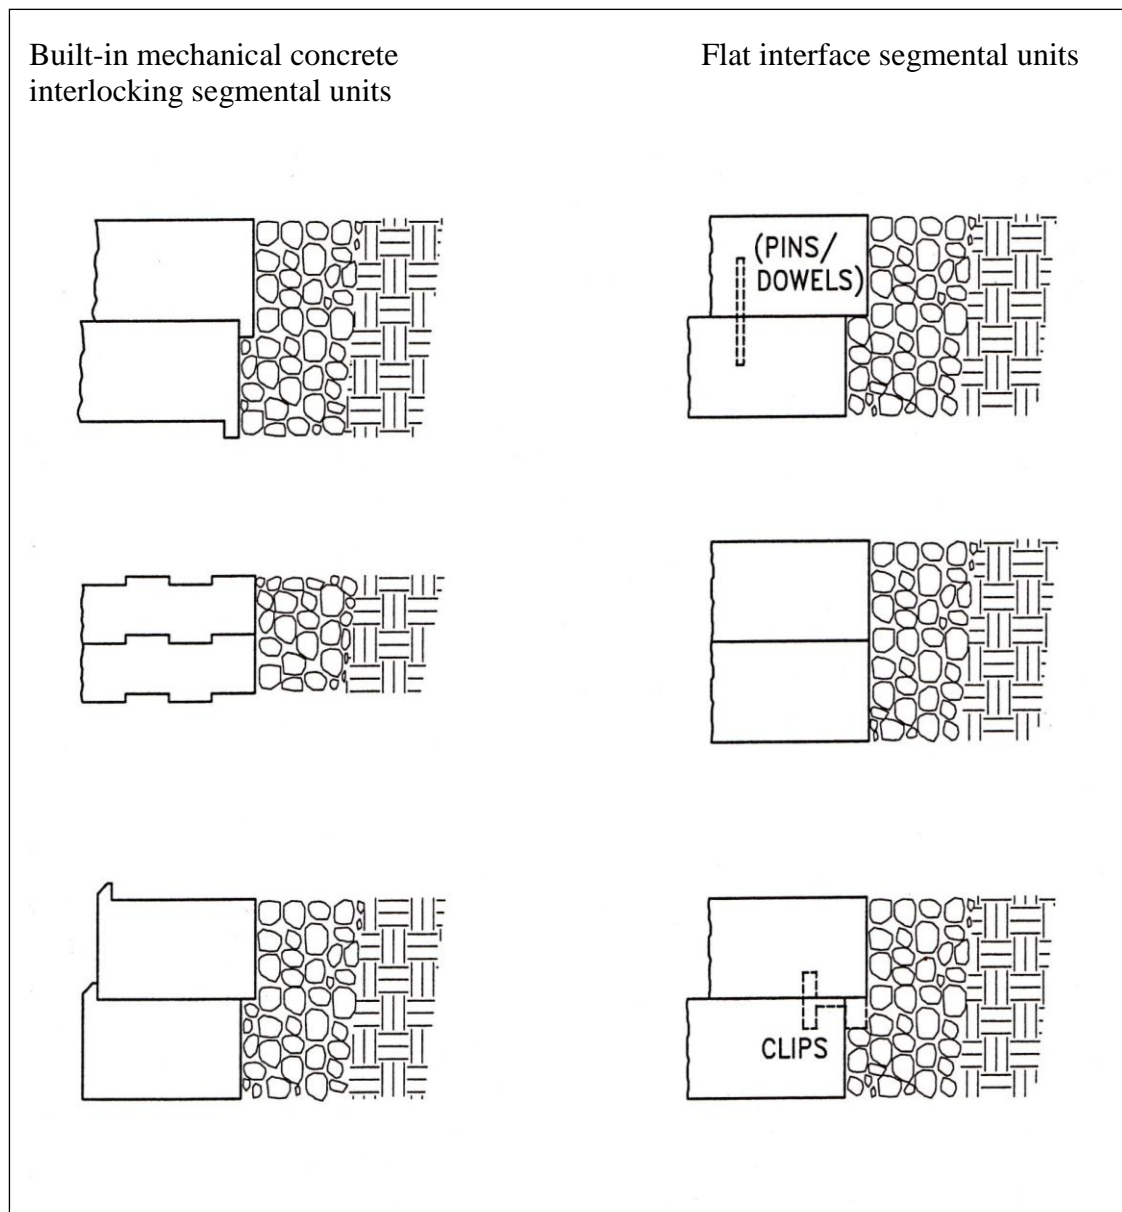 Built-in mechanical concrete
interlocking segmental units
Flat interface segmental units
(PINS/
DOWELS)
CLIPS